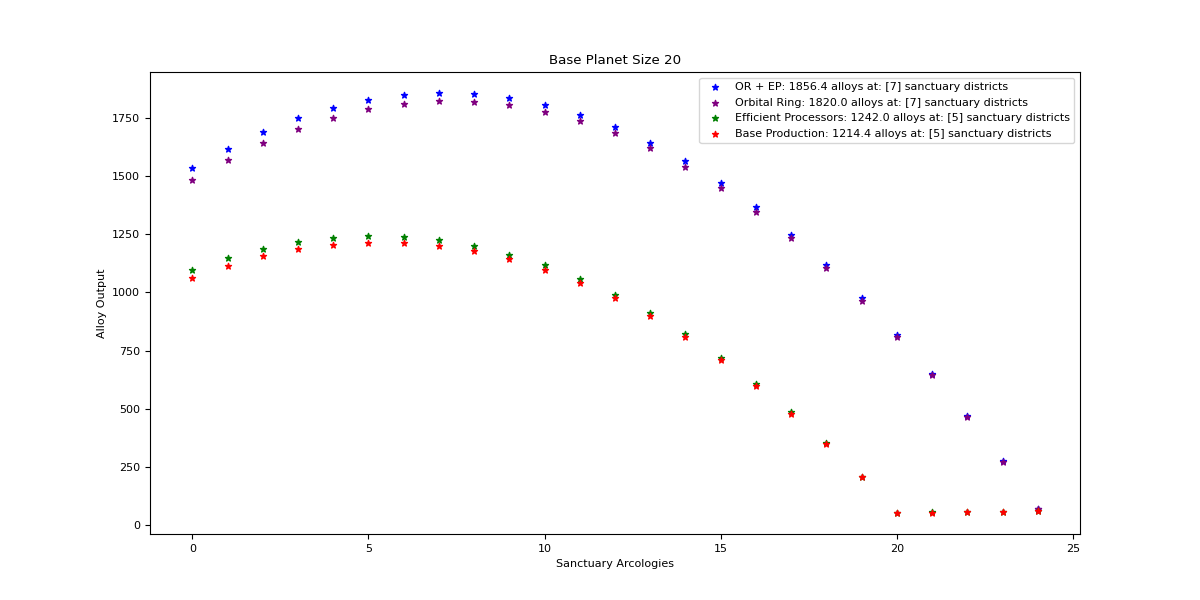 Base Planet Size 20
OR + EP: 1856.4 alloys at: [7] sanctuary districts
Orbital Ring: 1820.0 alloys at: [7] sanctuary districts
Efficient Processors: 1242.0 alloys at: [5] sanctuary districts
Base Production: 1214.4 alloys at: [5] sanctuary districts
Alloy Output
1750
1500
1250
1000
750
500
250
0
0 5 10 15 20 25
Sanctuary Arcologies